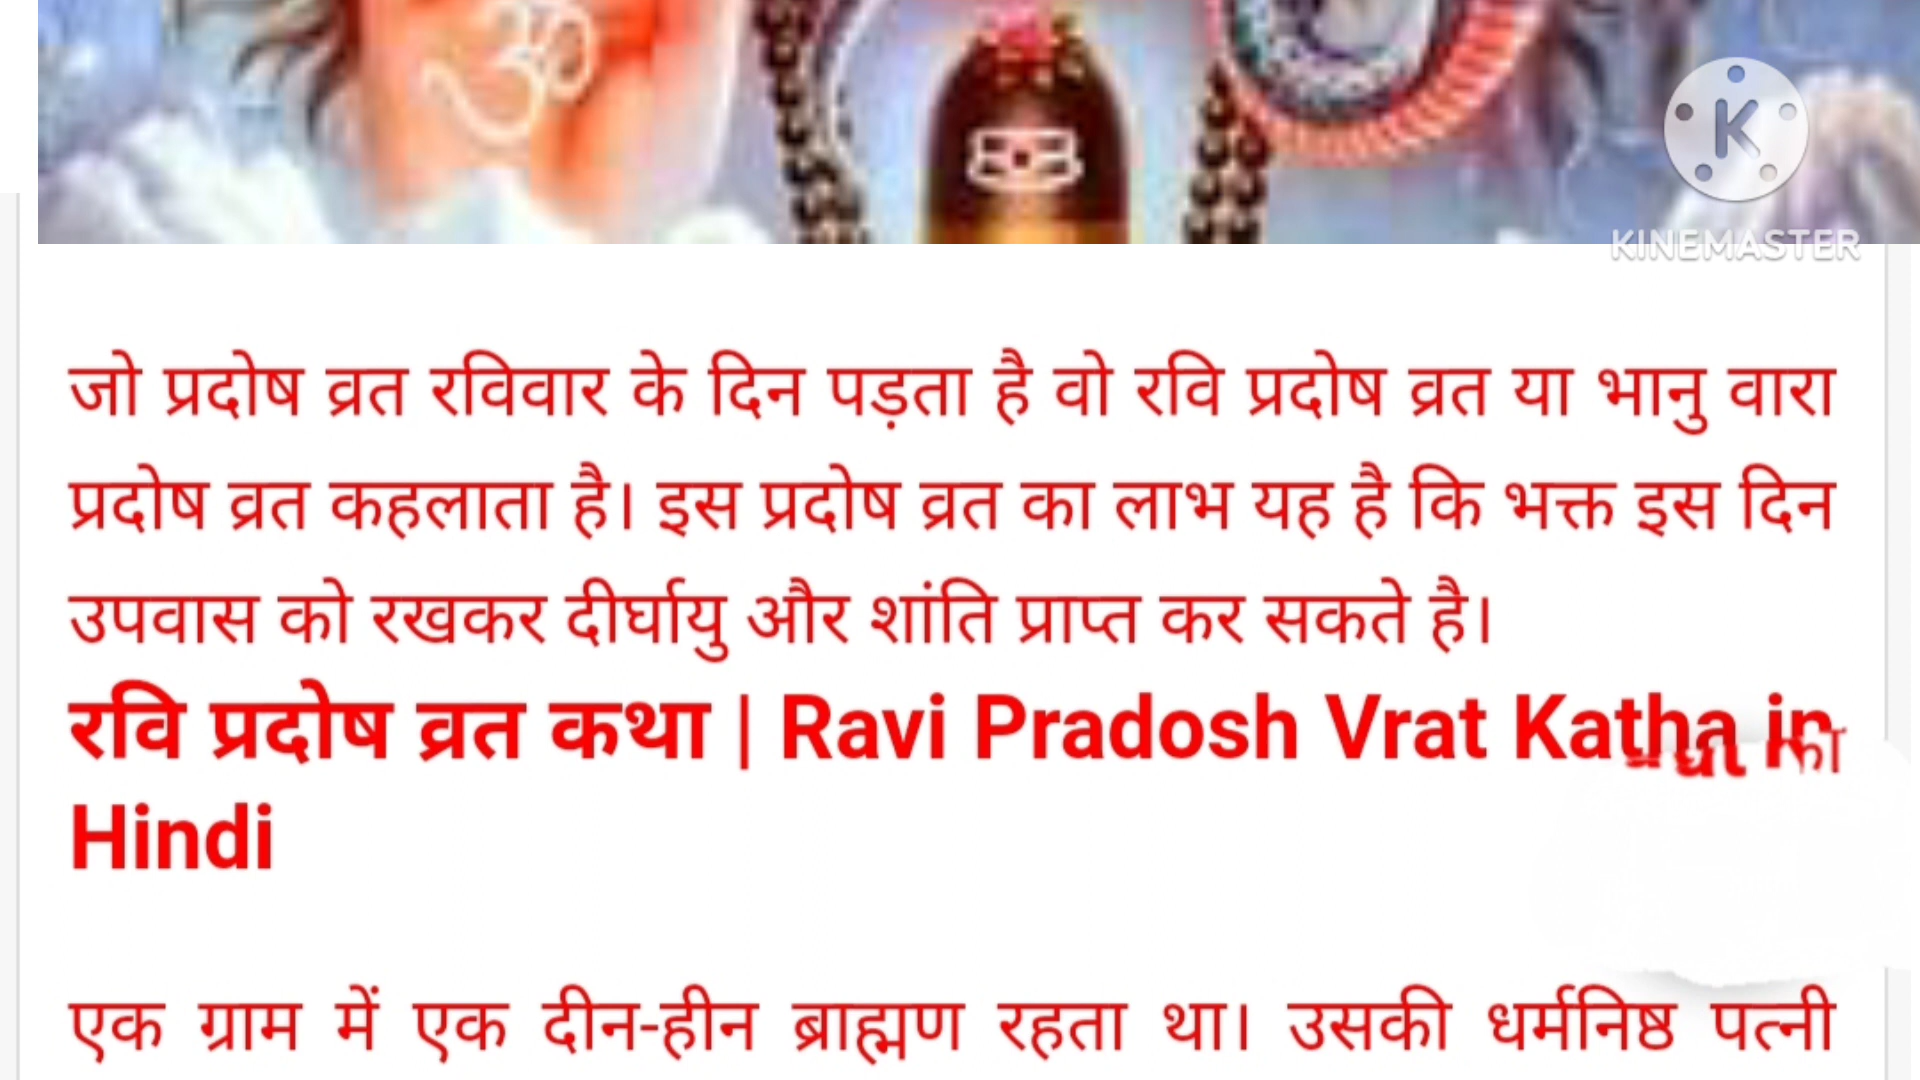 K
KINEMASTER
जो प्रदोष व्रत रविवार के दिन पड़ता है वो रवि प्रदोष व्रत या भानु वारा
प्रदोष व्रत कहलाता है। इस प्रदोष व्रत का लाभ यह है कि भक्त इस दिन
उपवास को रखकर दीर्घायु और शांति प्राप्त कर सकते है।
रवि प्रदोष व्रत कथा | Ravi Pradosh Vrat Katha in
Hindi
एक ग्राम में एक दीन-हीन ब्राह्मण रहता था। उसकी धर्मनिष्ठ पत्नी